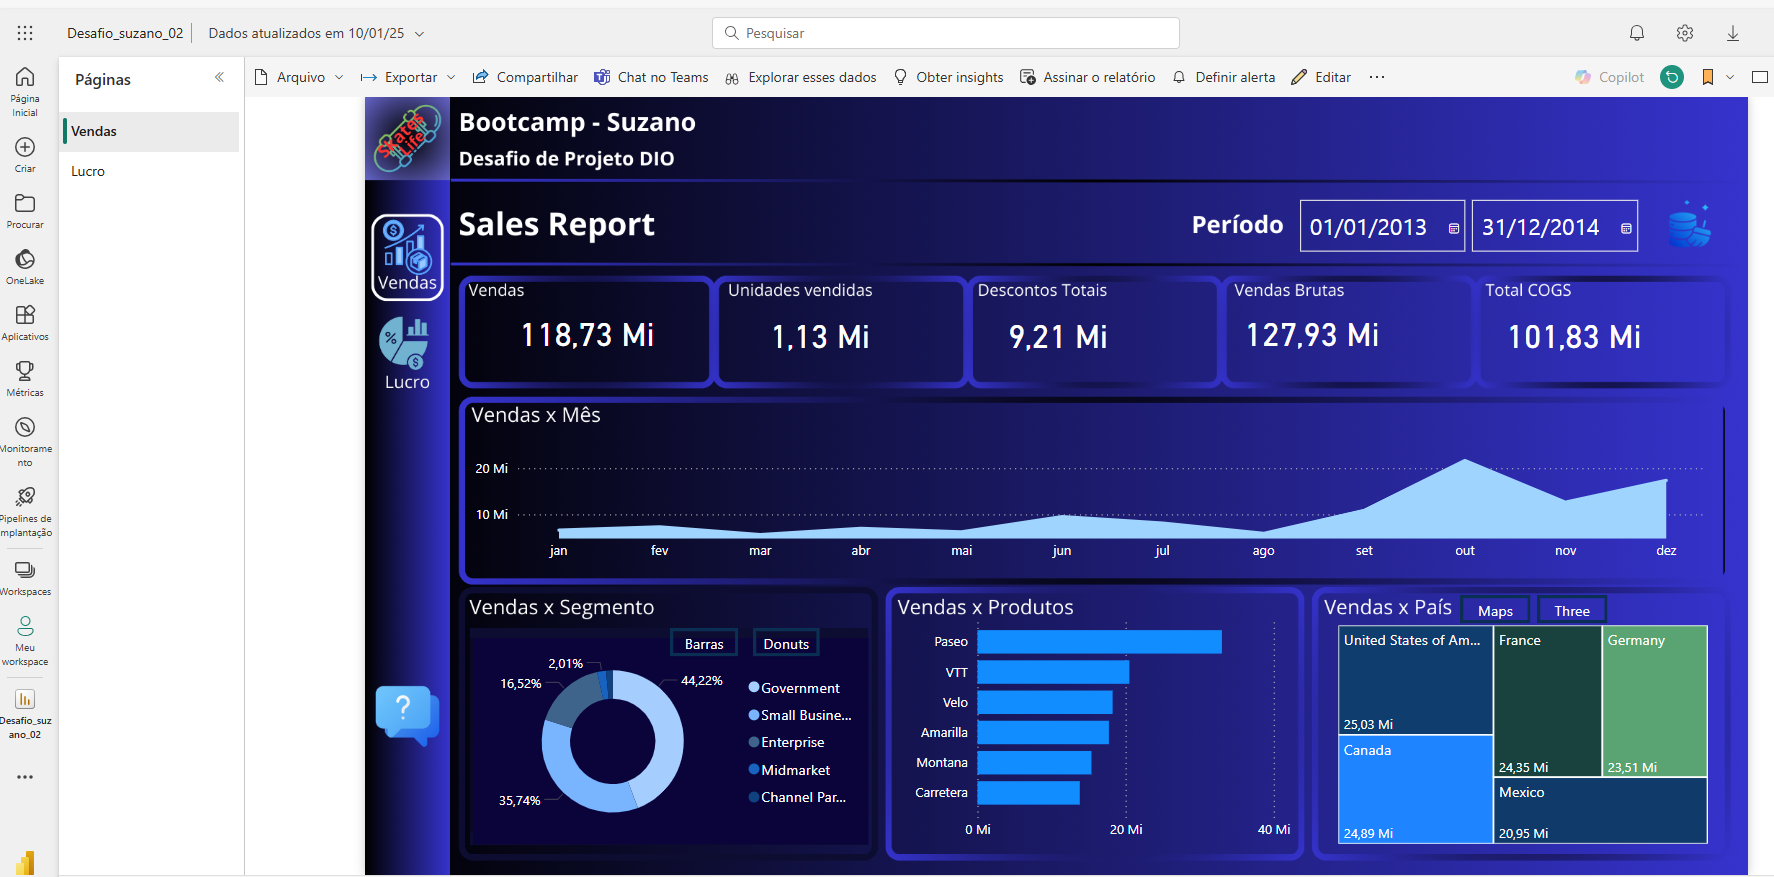 Desafio_suzano_02
Dados atualizados em 10/01/25
Pesquisar
Página
Inicial
Criar
Procurar
OneLake
Aplicativos
Métricas
Monitorame
nto
Pipelines de
implantação
Workspaces
Meu
workspace
Desafio_suz
ano_02
Páginas
Vendas
Lucro
Arquivo
Exportar
Compartilhar
Chat no Teams
Explorar esses dados
Obter insights
Assinar o relatório
Definir alerta
Editar
Copilot
Skates
Life
Bootcamp - Suzano
Desafio de Projeto DIO
Vendas
Lucro
Sales Report
Período
01/01/2013
31/12/2014
Vendas
118,73 Mi
Unidades vendidas
1,13 Mi
Descontos Totais
9,21 Mi
Vendas Brutas
127,93 Mi
Total COGS
101,83 Mi
Vendas x Mês
20 Mi
10 Mi
jan fev mar abr mai jun jul ago set out nov dez
Vendas x Segmento
Barras
Donuts
2,01%
16,52%
44,22%
35,74%
Government
Small Busine...
Enterprise
Midmarket
Channel Par...
Vendas x Produtos
Paseo
VTT
Velo
Amarilla
Montana
Carretera
0 Mi 20 Mi 40 Mi
Vendas x País
Maps
Three
United States of Am...
25,03 Mi
Canada
24,89 Mi
France
24,35 Mi
Germany
23,51 Mi
Mexico
20,95 Mi